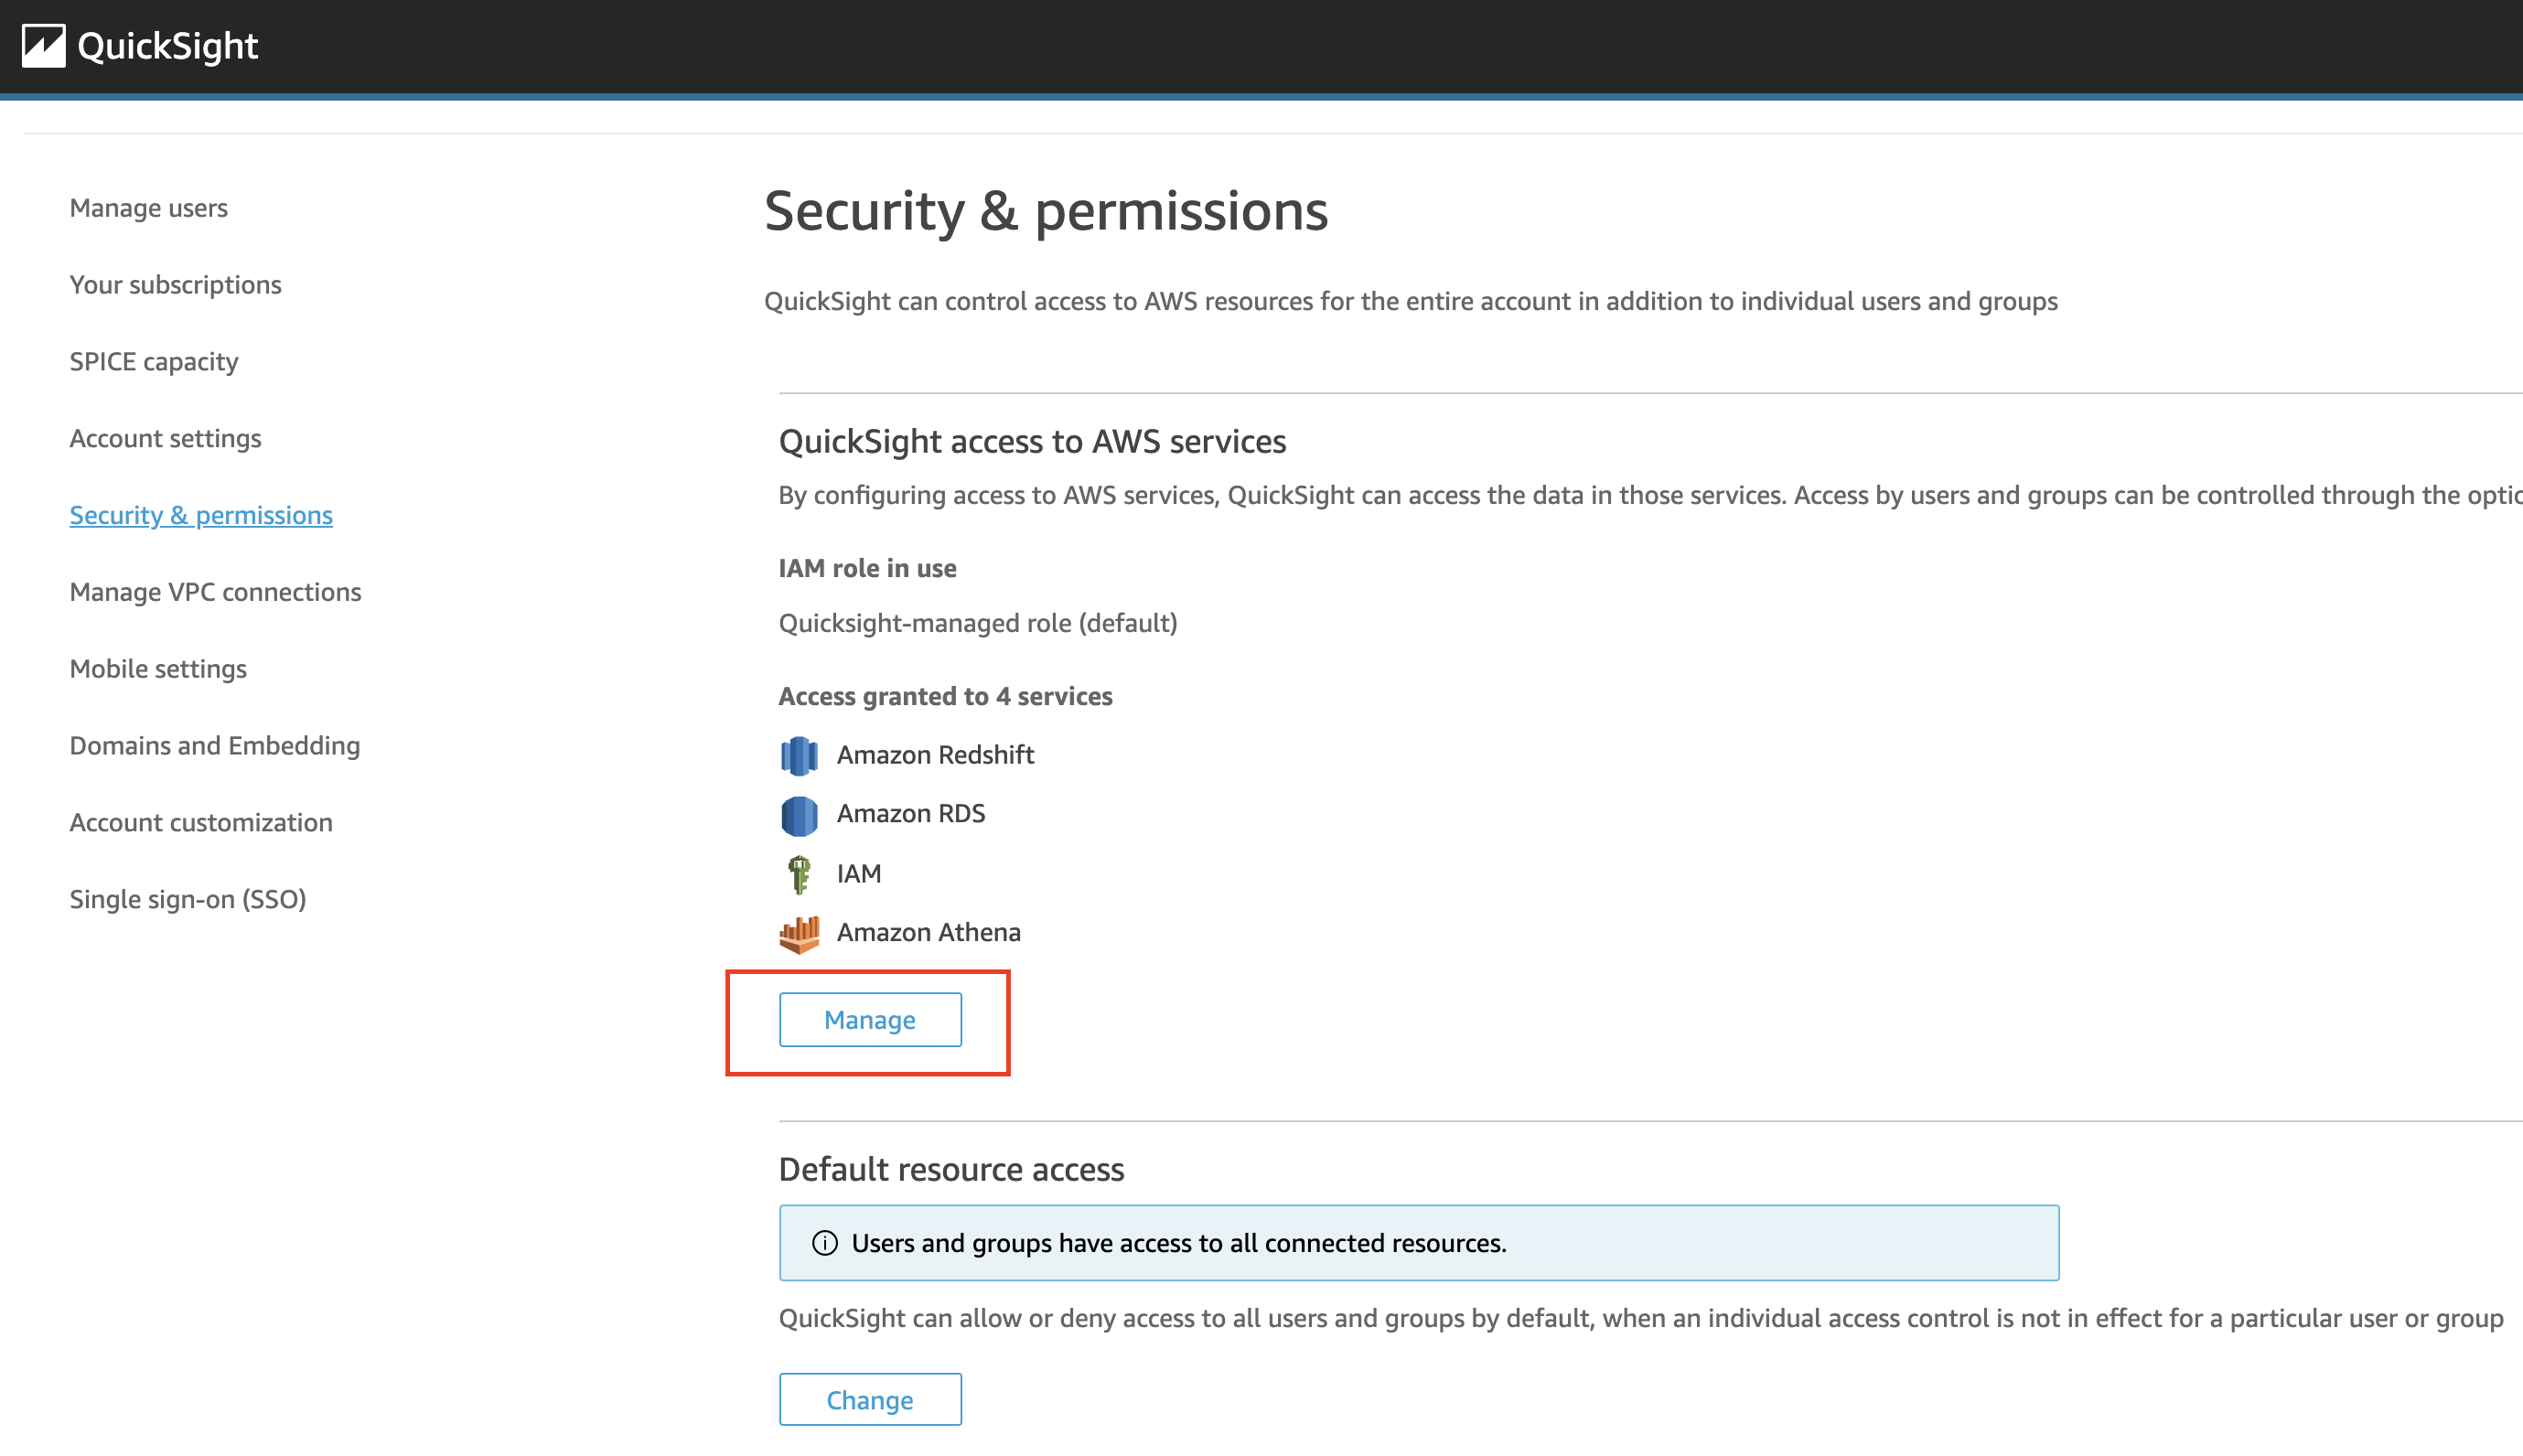 QuickSight
Manage users
Your subscriptions
SPICE capacity
Account settings
Security & permissions
Manage VPC connections
Mobile settings
Domains and Embedding
Account customization
Single sign-on (SSO)
Security & permissions
QuickSight can control access to AWS resources for the entire account in addition to individual users and groups
QuickSight access to AWS services
By configuring access to AWS services, QuickSight can access the data in those services. Access by users and groups can be controlled through the
IAM role in use
Quicksight-managed role (default)
Access granted to 4 services
Amazon Redshift
Amazon RDS
IAM
Amazon Athena
Manage
Default resource access
Users and groups have access to all connected resources.
QuickSight can allow or deny access to all users and groups by default, when an individual access control is not in effect for a particular user or group
Change